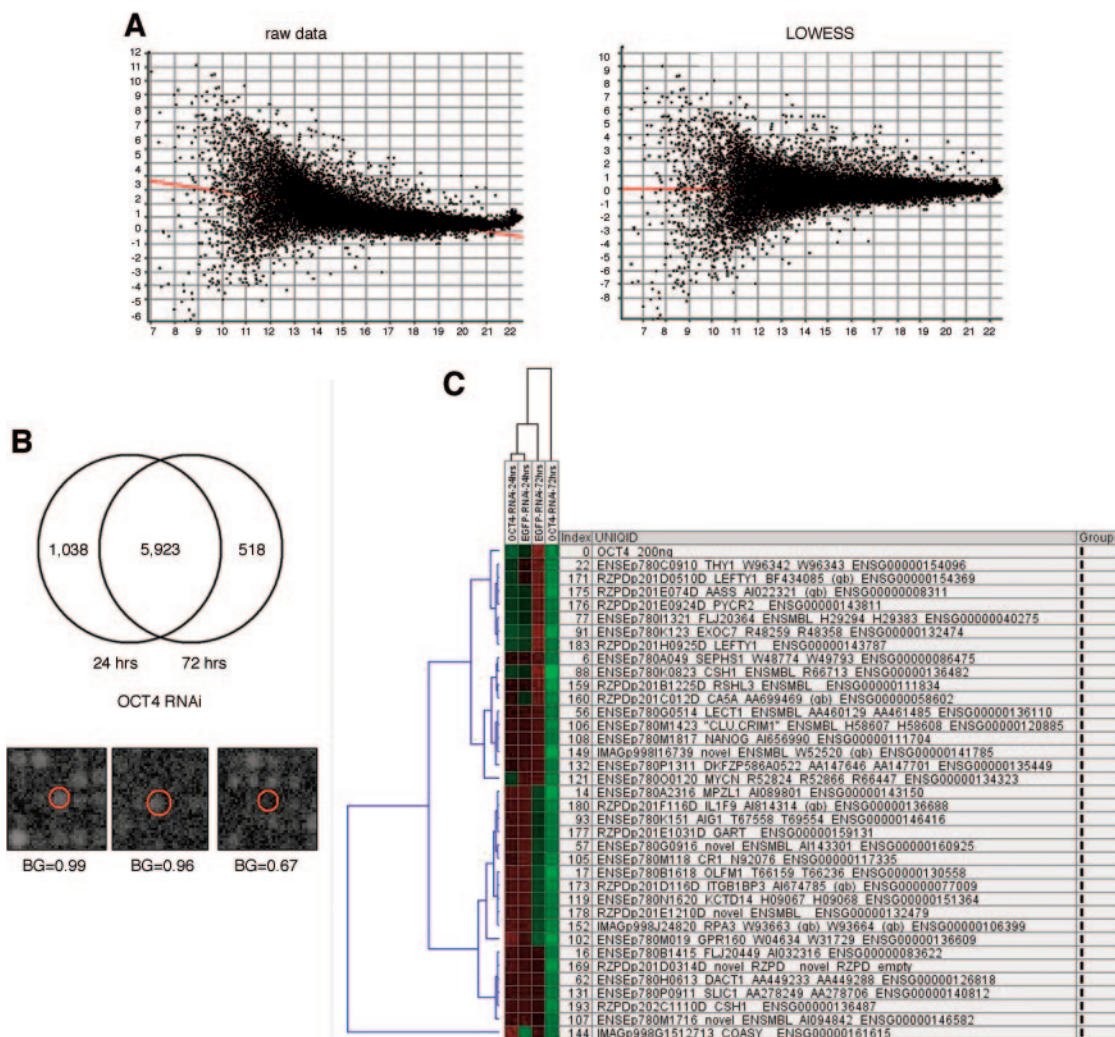 A
raw data
LOWESS
12
11
10
9
8
7
6
5
4
3
2
1
0
-1
-2
-3
-4
-5
-6
7 8 9 10 11 12 13 14 15 16 17 18 19 20 21 22
10
9
8
7
6
5
4
3
2
1
0
-1
-2
-3
-4
-5
-6
-7
-8
7 8 9 10 11 12 13 14 15 16 17 18 19 20 21 22
B
1,038 5,923 518
24 hrs 72 hrs
OCT4 RNAi
BG=0.99 BG=0.96 BG=0.67
C
OCT4-RNAi-24hrs
EGFP-RNAi-24hrs
EGFP-RNAi-72hrs
OCT4-RNAi-72hrs
Index UNIQID Group
0 OCT4_200ng
22 ENSEp780C0910_THY1_W96342_W96343_ENSG00000154096
171 RZPDp201D0510D_LEFTY1_BF434085_(gb)_ENSG00000154369
175 RZPDp201E074D_AASS_AI022321_(gb)_ENSG00000008311
176 RZPDp201E0924D_PYCR2__ENSG00000143811
77 ENSEp780I1321_FLJ20364_ENSMBL_H29294_H29383_ENSG00000040275
91 ENSEp780K123_EXOC7_R48259_R48358_ENSG00000132474
183 RZPDp201H0925D_LEFTY1__ENSG00000143787
6 ENSEp780A049_SEPHS1_W48774_W49793_ENSG00000086475
88 ENSEp780K0823_CSH1_ENSMBL_R66713_ENSG00000136482
159 RZPDp201B1225D_RSHL3_ENSMBL__ENSG00000111834
160 RZPDp201C012D_CA5A_AA699469_(gb)_ENSG00000058602
56 ENSEp780G0514_LECT1_ENSMBL_AA460129_AA461485_ENSG00000136110
106 ENSEp780M1423_"CLU.CRIM1"_ENSMBL_H58607_H58608_ENSG00000120885
108 ENSEp780M1817_NANOG_AI656990_ENSG00000111704
149 IMAGp998I16739_novel_ENSMBL_W52520_(gb)_ENSG00000141785
132 ENSEp780P1311_DKFZP586A0522_AA147646_AA147701_ENSG00000135449
121 ENSEp780O0120_MYCN_R52824_R52866_R66447_ENSG00000134323
14 ENSEp780A2316_MPZL1_AI089801_ENSG00000143150
180 RZPDp201F116D_IL1F9_AI814314_(gb)_ENSG00000136688
93 ENSEp780K151_AIG1_T67558_T69554_ENSG00000146416
177 RZPDp201E1031D_GART__ENSG00000159131
57 ENSEp780G0916_novel_ENSMBL_AI143301_ENSG00000160925
105 ENSEp780M118_CR1_N92076_ENSG00000117335
17 ENSEp780B1618_OLFM1_T66159_T66236_ENSG00000130558
173 RZPDp201D116D_ITGB1BP3_AI674785_(gb)_ENSG00000077009
119 ENSEp780N1620_KCTD14_H09067_H09068_ENSG00000151364
178 RZPDp201E1210D_novel_ENSMBL__ENSG00000132479
152 IMAGp998J24820_RPA3_W93663_(gb)_W93664_(gb)_ENSG00000106399
102 ENSEp780M019_GPR160_W04634_W31729_ENSG00000136609
16 ENSEp780B1415_FLJ20449_AI032316_ENSG00000083622
169 RZPDp201D0314D_novel_RZPD__novel_RZPD_empty
62 ENSEp780H0613_DACT1_AA449233_AA449288_ENSG00000126818
131 ENSEp780P0911_SLIC1_AA278249_AA278706_ENSG00000140812
193 RZPDp202C1110D_CSH1__ENSG00000136487
107 ENSEp780M1716_novel_ENSMBL_AI094842_ENSG00000146582
144 IMAGp998G1512713_COASY__ENSG00000161615